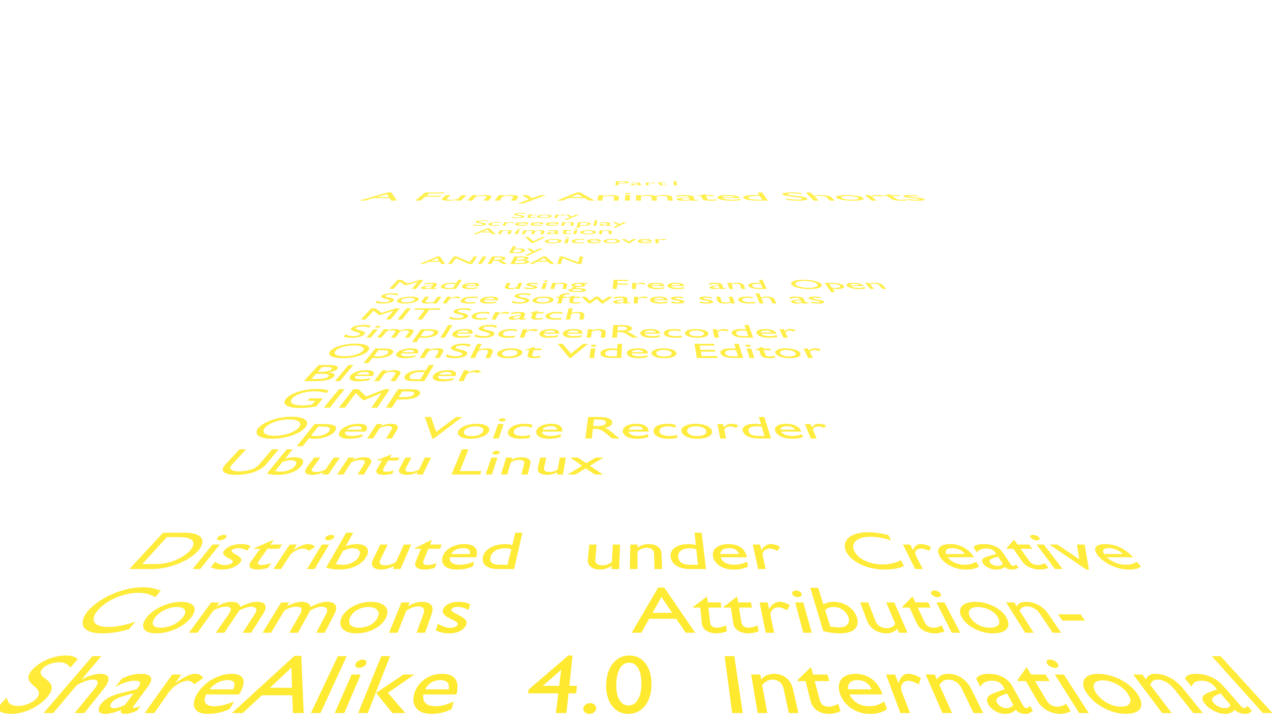 Part I
A Funny Animated Shorts
Story
Screeenplay
Animation
Voiceover
by
ANIRBAN
Made using Free and Open
Source Softwares such as
MIT Scratch
SimpleScreenRecorder
OpenShot Video Editor
Blender
GIMP
Open Voice Recorder
Ubuntu Linux
Distributed under Creative
Commons Attribution-
ShareAlike 4.0 International